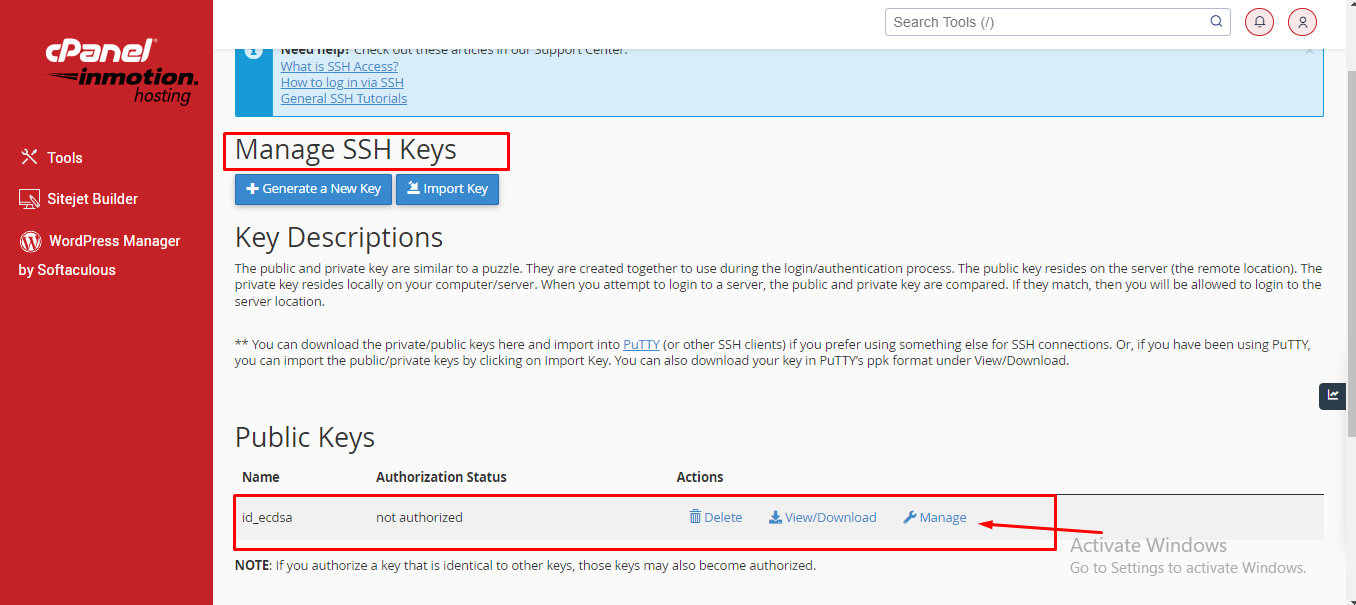 cPanel
inmotion.
hosting
Search Tools (/)
Need help? Check out these articles in our Support Center.
What is SSH Access?
How to log in via SSH
General SSH Tutorials
Tools
Sitejet Builder
WordPress Manager
by Softaculous
Manage SSH Keys
Generate a New Key
Import Key
Key Descriptions
The public and private key are similar to a puzzle. They are created together to use during the login/authentication process. The public key resides on the server (the remote location). The
private key resides locally on your computer/server. When you attempt to login to a server, the public and private key are compared. If they match, then you will be allowed to login to the
server location.
** You can download the private/public keys here and import into PuTTY (or other SSH clients) if you prefer using something else for SSH connections. Or, if you have been using PuTTY,
you can import the public/private keys by clicking on Import Key. You can also download your key in PuTTY’s ppk format under View/Download.
Public Keys
Name Authorization Status Actions
id_ecdsa not authorized Delete View/Download Manage
Activate Windows
Go to Settings to activate Windows.
NOTE: If you authorize a key that is identical to other keys, those keys may also become authorized.